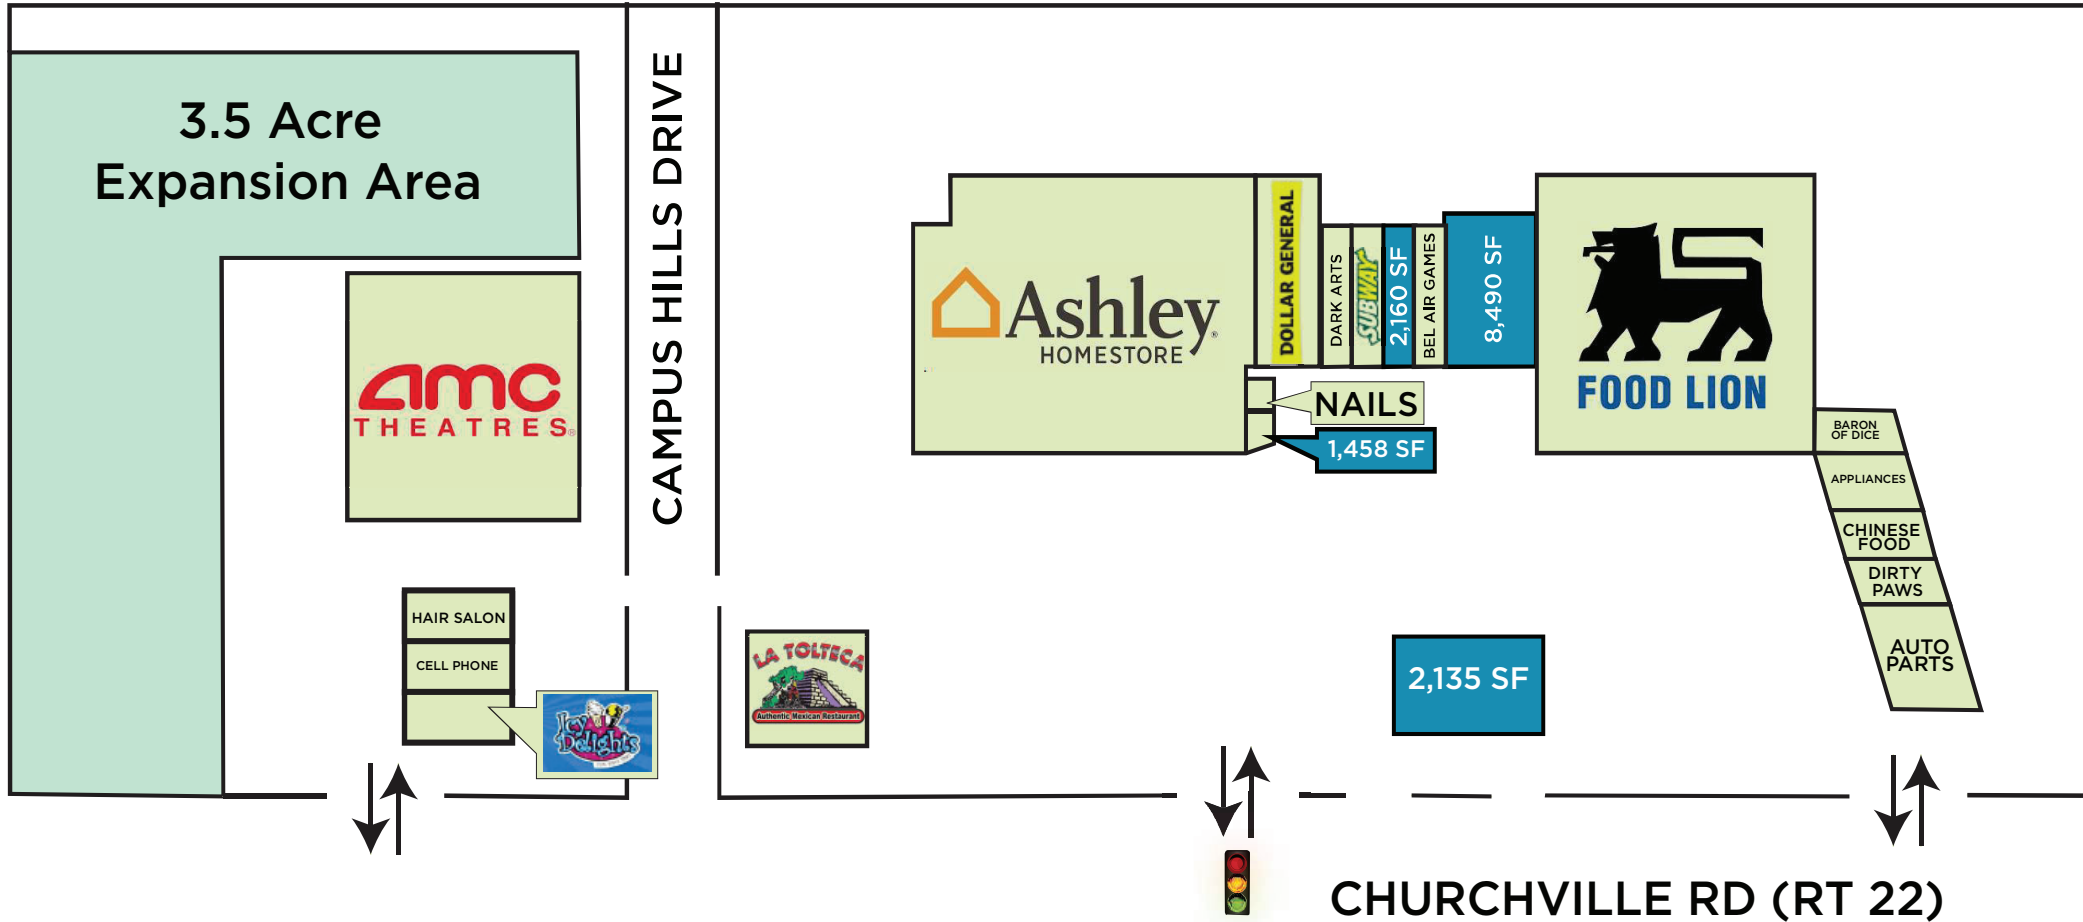 3.5 Acre
Expansion Area
CAMPUS HILLS DRIVE
amc
THEATRES®
HAIR SALON
CELL PHONE
Icy
Delights
LA TOLTECA
Authentic Mexican Restaurant
Ashley®
HOMESTORE
DOLLAR GENERAL
DARK ARTS
SUBWAY
2,160 SF
BEL AIR GAMES
8,490 SF
NAILS
1,458 SF
FOOD LION
BARON
OF DICE
APPLIANCES
CHINESE
FOOD
DIRTY
PAWS
AUTO
PARTS
2,135 SF
CHURCHVILLE RD (RT 22)